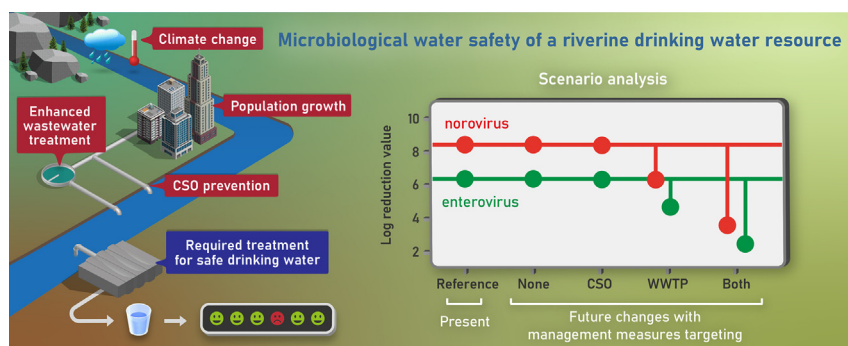 Microbiological water safety of a riverine drinking water resource
Climate change
Population growth
Enhanced
wastewater
treatment
CSO prevention
Required treatment
for safe drinking water
Scenario analysis
Log reduction value
10
8
6
4
2
norovirus
enterovirus
Reference
None
CSO
WWTP
Both
Present
Future changes with
management measures targeting